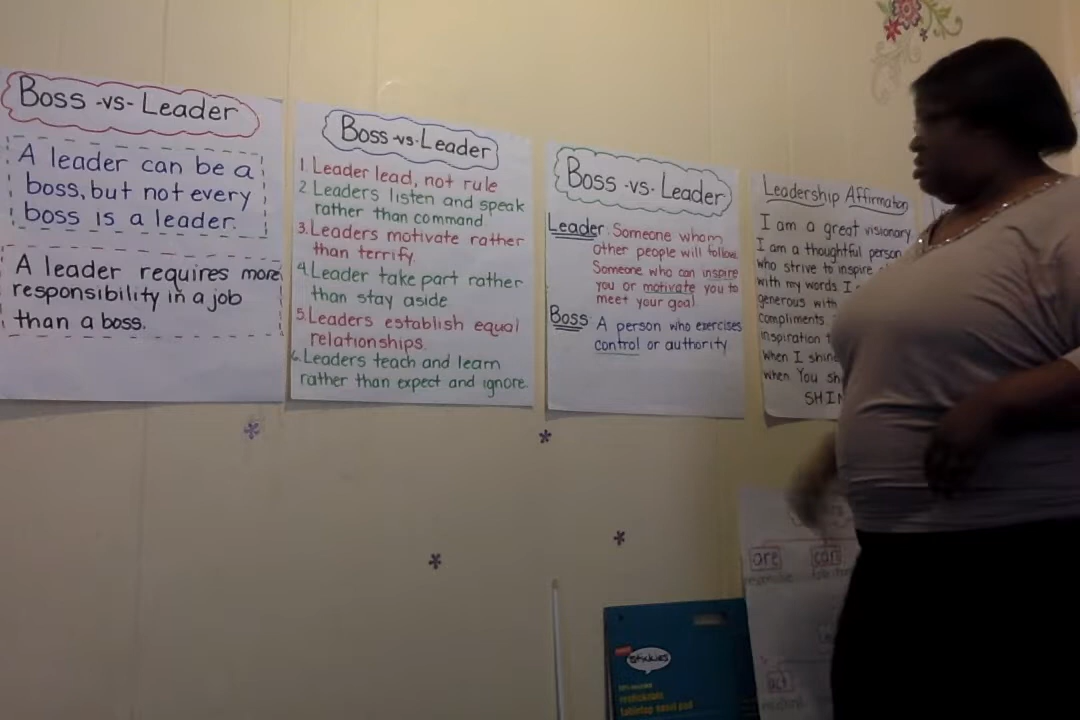 Boss -vs- Leader
A leader can be a
boss, but not every
boss is a leader.
A leader requires more
responsibility in a job
than a boss.
Boss -vs- Leader
1. Leader lead, not rule
2 Leaders listen and speak
rather than command
3. Leaders motivate rather
than terrify.
4 Leader take part rather
than stay aside
5. Leaders establish equal
relationships.
6. Leaders teach and learn
rather than expect and ignore.
Boss -vs- Leader
Leader: Someone whom
other people will follow.
Someone who can inspire
you or motivate you to
meet your goal
Boss: A person who exercises
control or authority
Leadership Affirmation
I am a great visionary
I am a thoughtful person
who strive to inspire
with my words I
generous with
compliments
inspiration
when I shine
when You
are
can
act